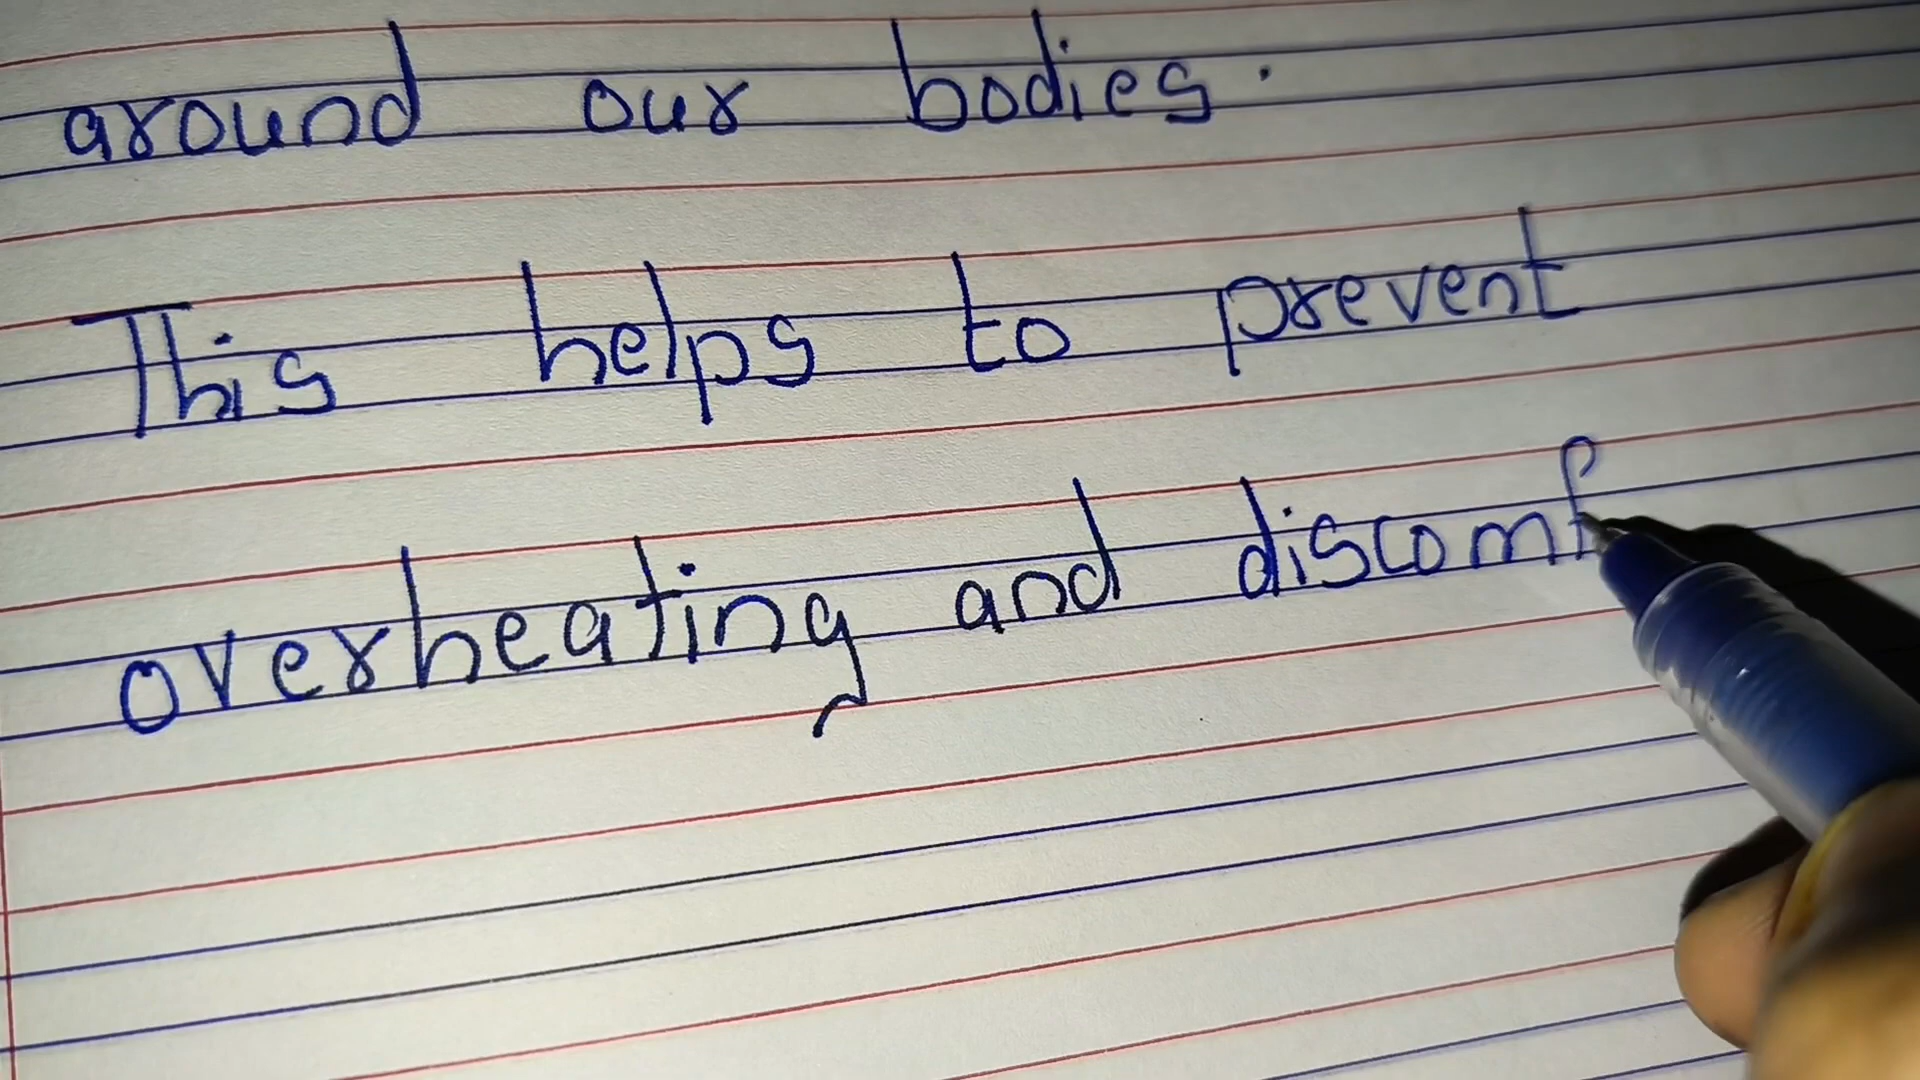 around our bodies.
This helps to prevent
overheating and discomf